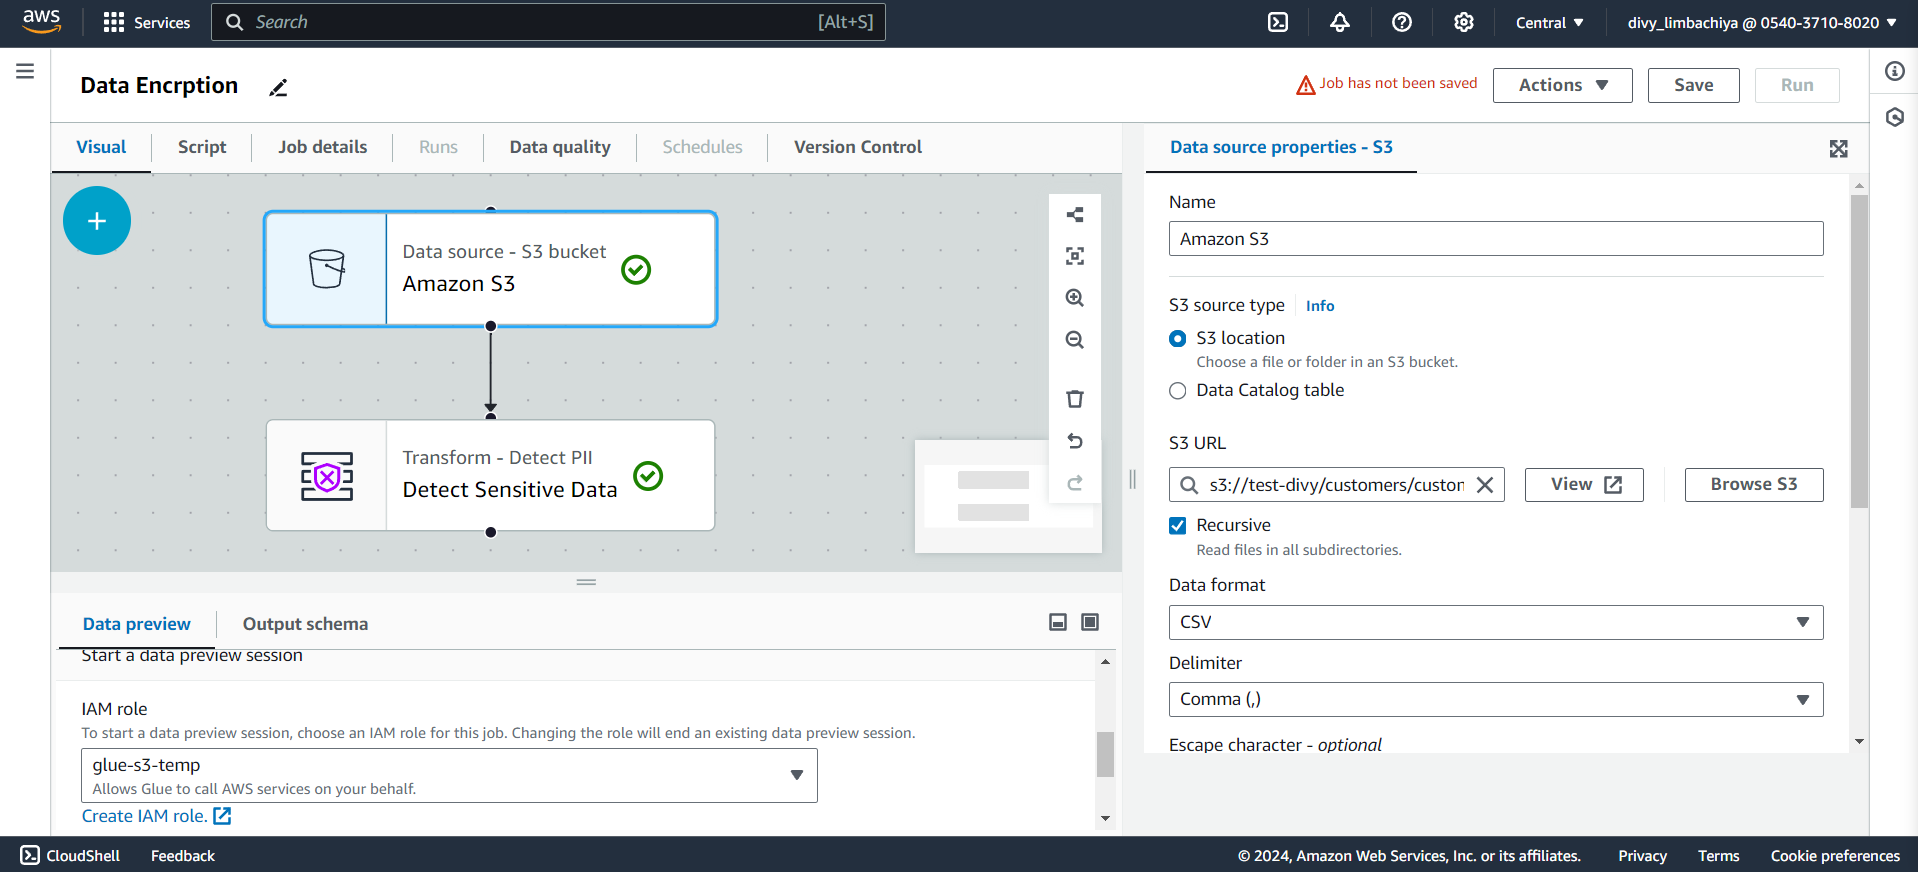 aws
Services
Search
[Alt+S]
Central
divy_limbachiya @ 0540-3710-8020
Data Encrption
Job has not been saved
Actions
Save
Run
Visual
Script
Job details
Runs
Data quality
Schedules
Version Control
Data source - S3 bucket
Amazon S3
Transform - Detect PII
Detect Sensitive Data
Data preview
Output schema
Start a data preview session
IAM role
To start a data preview session, choose an IAM role for this job. Changing the role will end an existing data preview session.
glue-s3-temp
Allows Glue to call AWS services on your behalf.
Create IAM role.
Data source properties - S3
Name
Amazon S3
S3 source type
Info
S3 location
Choose a file or folder in an S3 bucket.
Data Catalog table
S3 URL
s3://test-divy/customers/custon
View
Browse S3
Recursive
Read files in all subdirectories.
Data format
CSV
Delimiter
Comma (,)
Escape character - optional
CloudShell
Feedback
© 2024, Amazon Web Services, Inc. or its affiliates.
Privacy
Terms
Cookie preferences